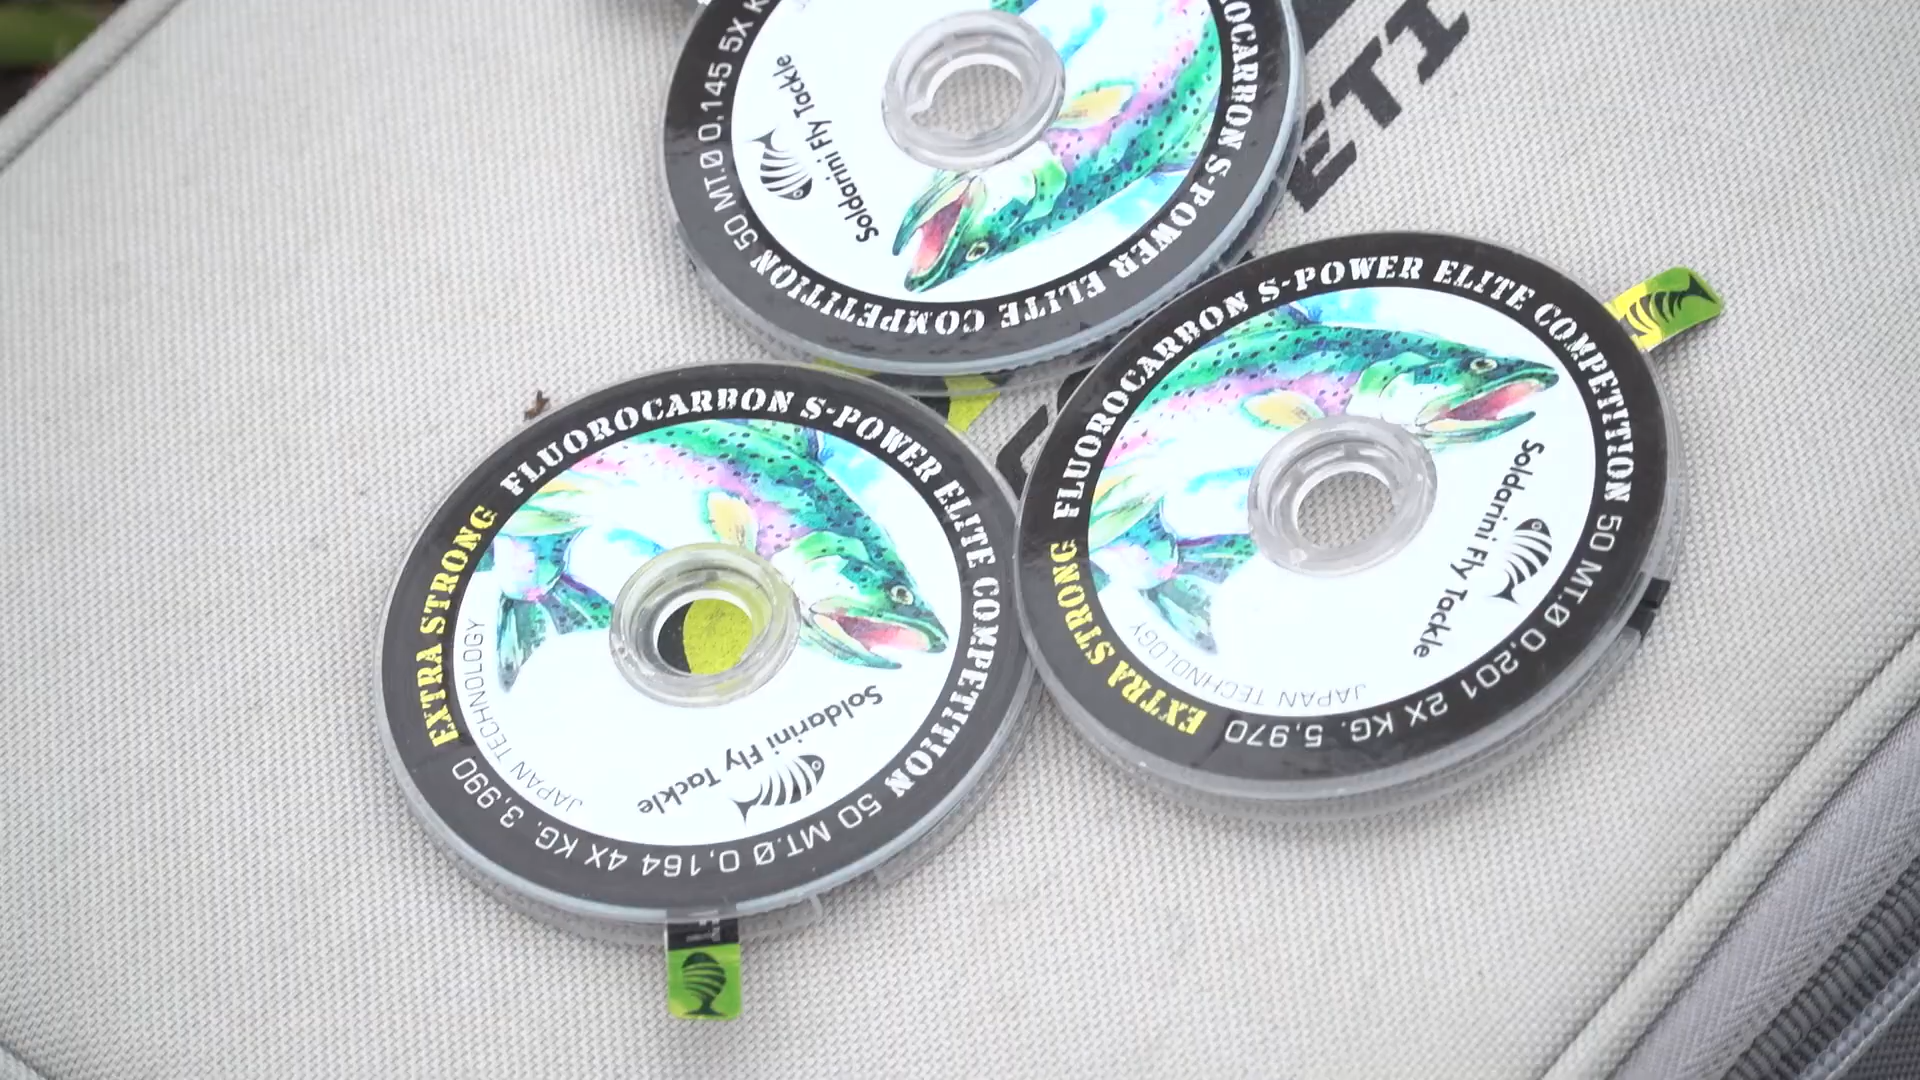 50 MT.Ø 0,145 5X K
OCARBON S-POWER ELITE COMPETITION
Soldarini Fly Tackle
ETI
EXTRA STRONG FLUOROCARBON S-POWER ELITE COMPETITION 50 MT.Ø 0,164 4X KG. 3,990
JAPAN TECHNOLOGY
Soldarini Fly Tackle
EXTRA STRONG FLUOROCARBON S-POWER ELITE COMPETITION 50 MT.Ø 0,201 2X KG. 5,970
JAPAN TECHNOLOGY
Soldarini Fly Tackle